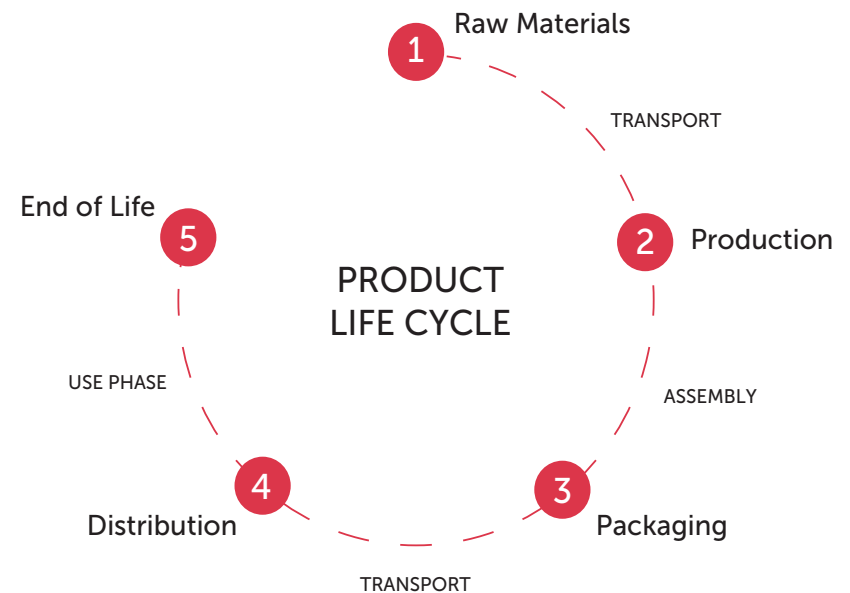 1
Raw Materials
TRANSPORT
2
Production
ASSEMBLY
3
Packaging
TRANSPORT
4
Distribution
USE PHASE
5
End of Life
PRODUCT
LIFE CYCLE